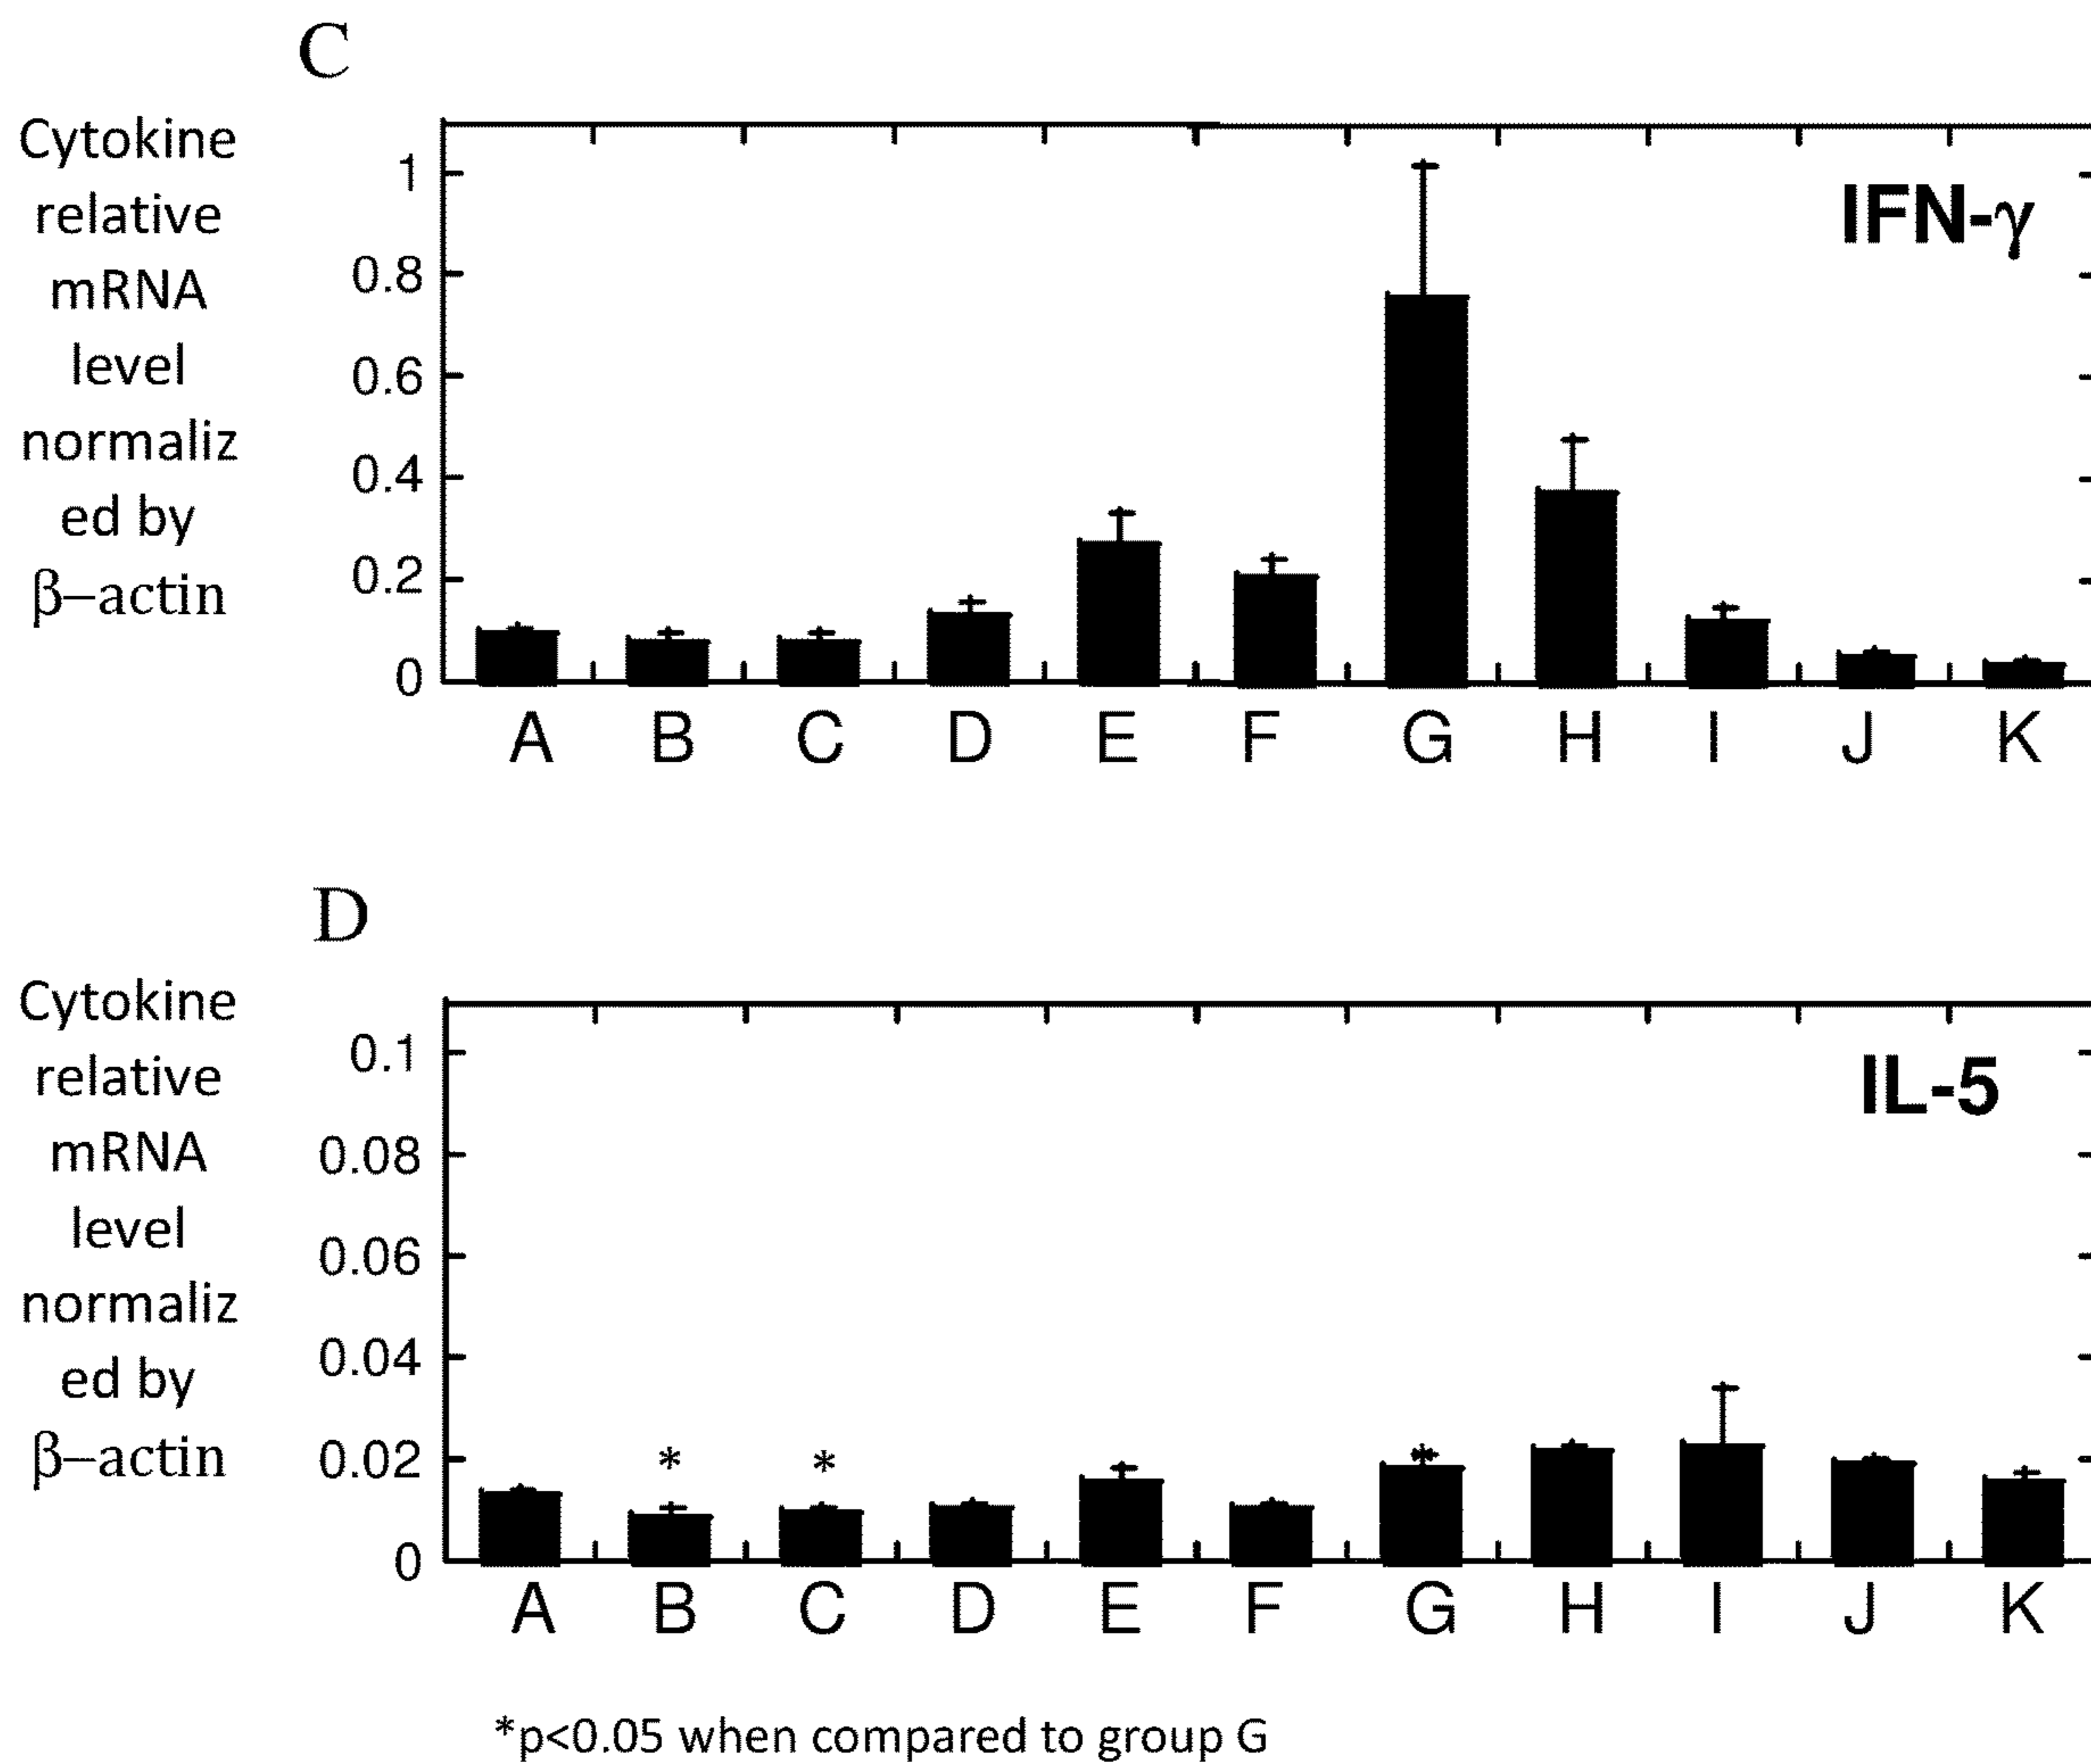 C
Cytokine
relative
mRNA
level
normaliz
ed by
β–actin
1
0.8
0.6
0.4
0.2
0
IFN-γ
A B C D E F G H I J K
D
Cytokine
relative
mRNA
level
normaliz
ed by
β–actin
0.1
0.08
0.06
0.04
0.02
0
IL-5
* * *
A B C D E F G H I J K
*p<0.05 when compared to group G